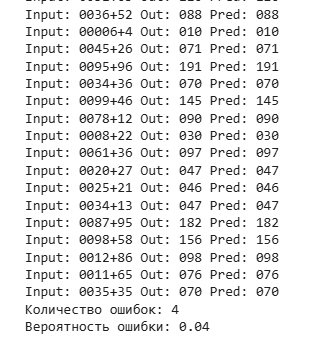 Input: 0036+52 Out: 088 Pred: 088
Input: 00006+4 Out: 010 Pred: 010
Input: 0045+26 Out: 071 Pred: 071
Input: 0095+96 Out: 191 Pred: 191
Input: 0034+36 Out: 070 Pred: 070
Input: 0099+46 Out: 145 Pred: 145
Input: 0078+12 Out: 090 Pred: 090
Input: 0008+22 Out: 030 Pred: 030
Input: 0061+36 Out: 097 Pred: 097
Input: 0020+27 Out: 047 Pred: 047
Input: 0025+21 Out: 046 Pred: 046
Input: 0034+13 Out: 047 Pred: 047
Input: 0087+95 Out: 182 Pred: 182
Input: 0098+58 Out: 156 Pred: 156
Input: 0012+86 Out: 098 Pred: 098
Input: 0011+65 Out: 076 Pred: 076
Input: 0035+35 Out: 070 Pred: 070
Количество ошибок: 4
Вероятность ошибки: 0.04